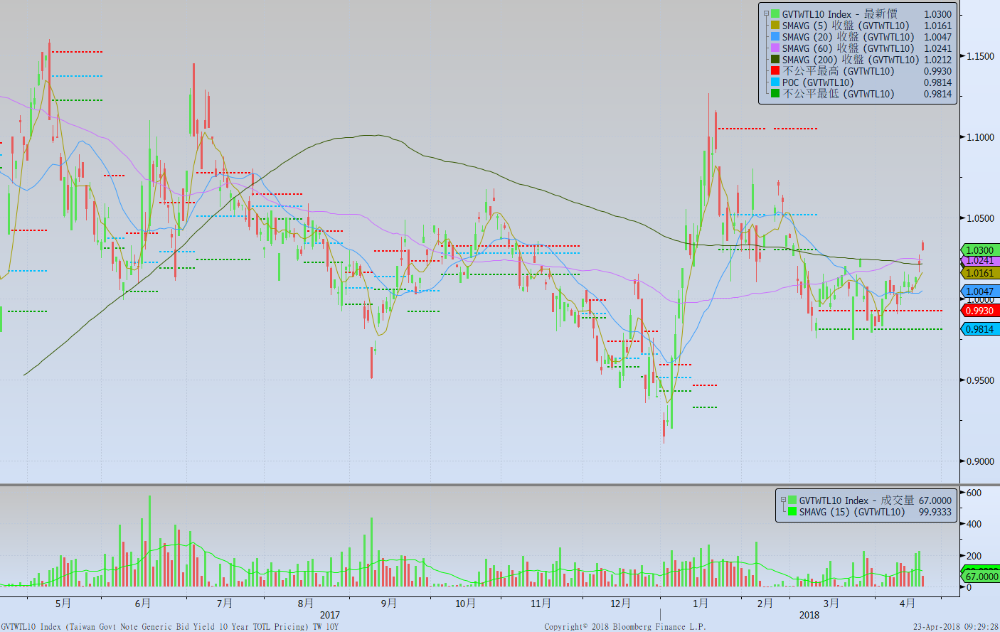 GVTWTL10 Index - 最新價 1.0300
SMAVG (5) 收盤 (GVTWTL10) 1.0161
SMAVG (20) 收盤 (GVTWTL10) 1.0047
SMAVG (60) 收盤 (GVTWTL10) 1.0241
SMAVG (200) 收盤 (GVTWTL10) 1.0212
不公平最高 (GVTWTL10) 0.9930
POC (GVTWTL10) 0.9814
不公平最低 (GVTWTL10) 0.9814
1.1500
1.1000
1.0500
1.0300
1.0241
1.0161
1.0047
1.0000
0.9930
0.9814
0.9500
0.9000
GVTWTL10 Index - 成交量 67.0000
SMAVG (15) (GVTWTL10) 99.9333
600
400
200
67.0000
0
5月 6月 7月 8月 9月 10月 11月 12月 1月 2月 3月 4月
2017 2018
GVTWTL10 Index (Taiwan Govt Note Generic Bid Yield 10 Year TOTL Pricing) TW 10Y Copyright© 2018 Bloomberg Finance L.P. 23-Apr-2018 09:29:28